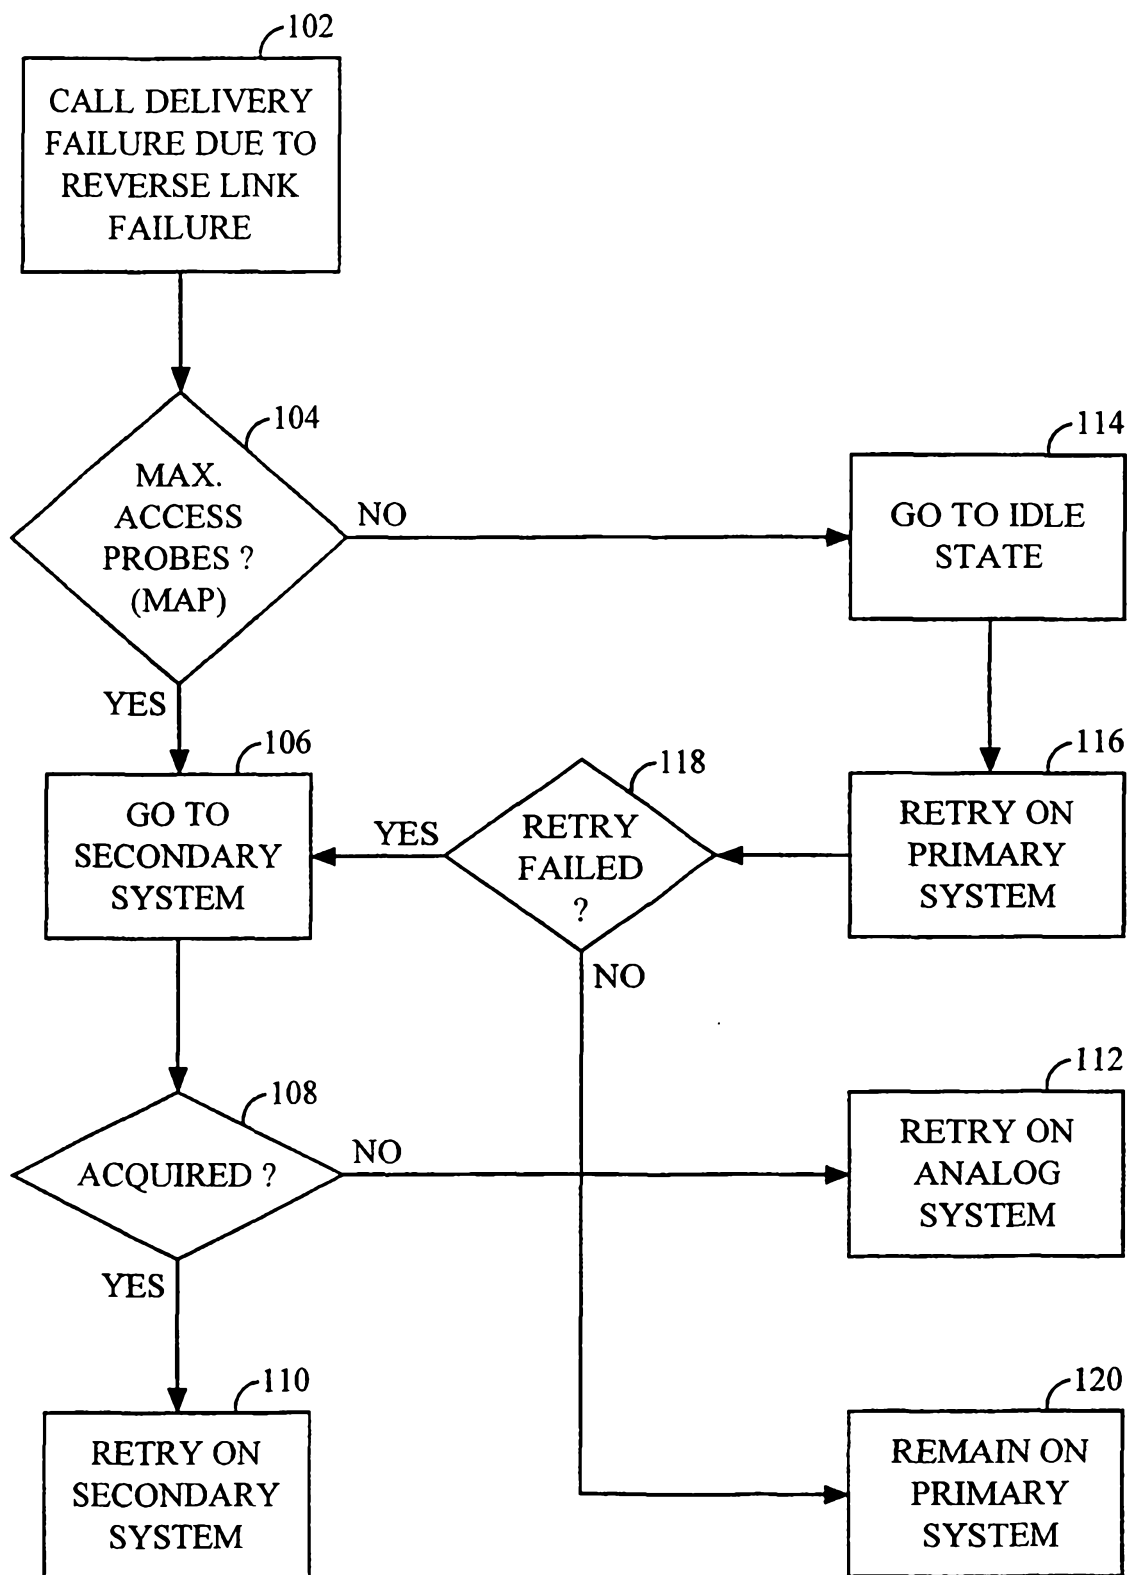 102
CALL DELIVERY
FAILURE DUE TO
REVERSE LINK
FAILURE
104
MAX.
ACCESS
PROBES ?
(MAP)
NO
YES
114
GO TO IDLE
STATE
106
GO TO
SECONDARY
SYSTEM
118
RETRY
FAILED
?
YES
NO
116
RETRY ON
PRIMARY
SYSTEM
108
ACQUIRED ?
NO
YES
112
RETRY ON
ANALOG
SYSTEM
110
RETRY ON
SECONDARY
SYSTEM
120
REMAIN ON
PRIMARY
SYSTEM